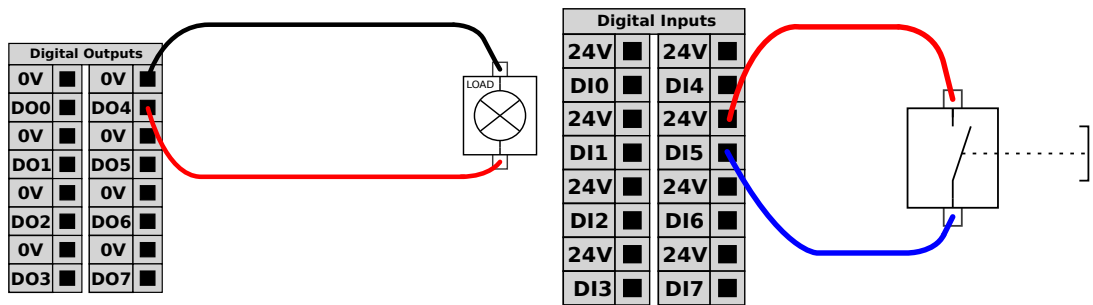 Digital Outputs
0V 0V
DO0 DO4
0V 0V
DO1 DO5
0V 0V
DO2 DO6
0V 0V
DO3 DO7
LOAD
Digital Inputs
24V 24V
DI0 DI4
24V 24V
DI1 DI5
24V 24V
DI2 DI6
24V 24V
DI3 DI7